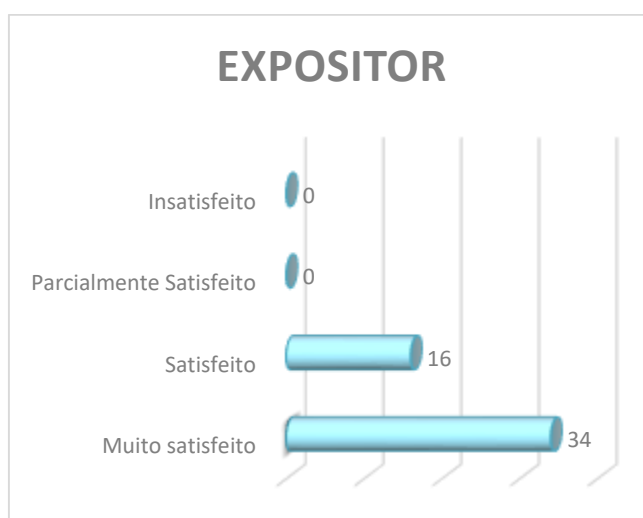 EXPOSITOR
Insatisfeito 0
Parcialmente Satisfeito 0
Satisfeito 16
Muito satisfeito 34